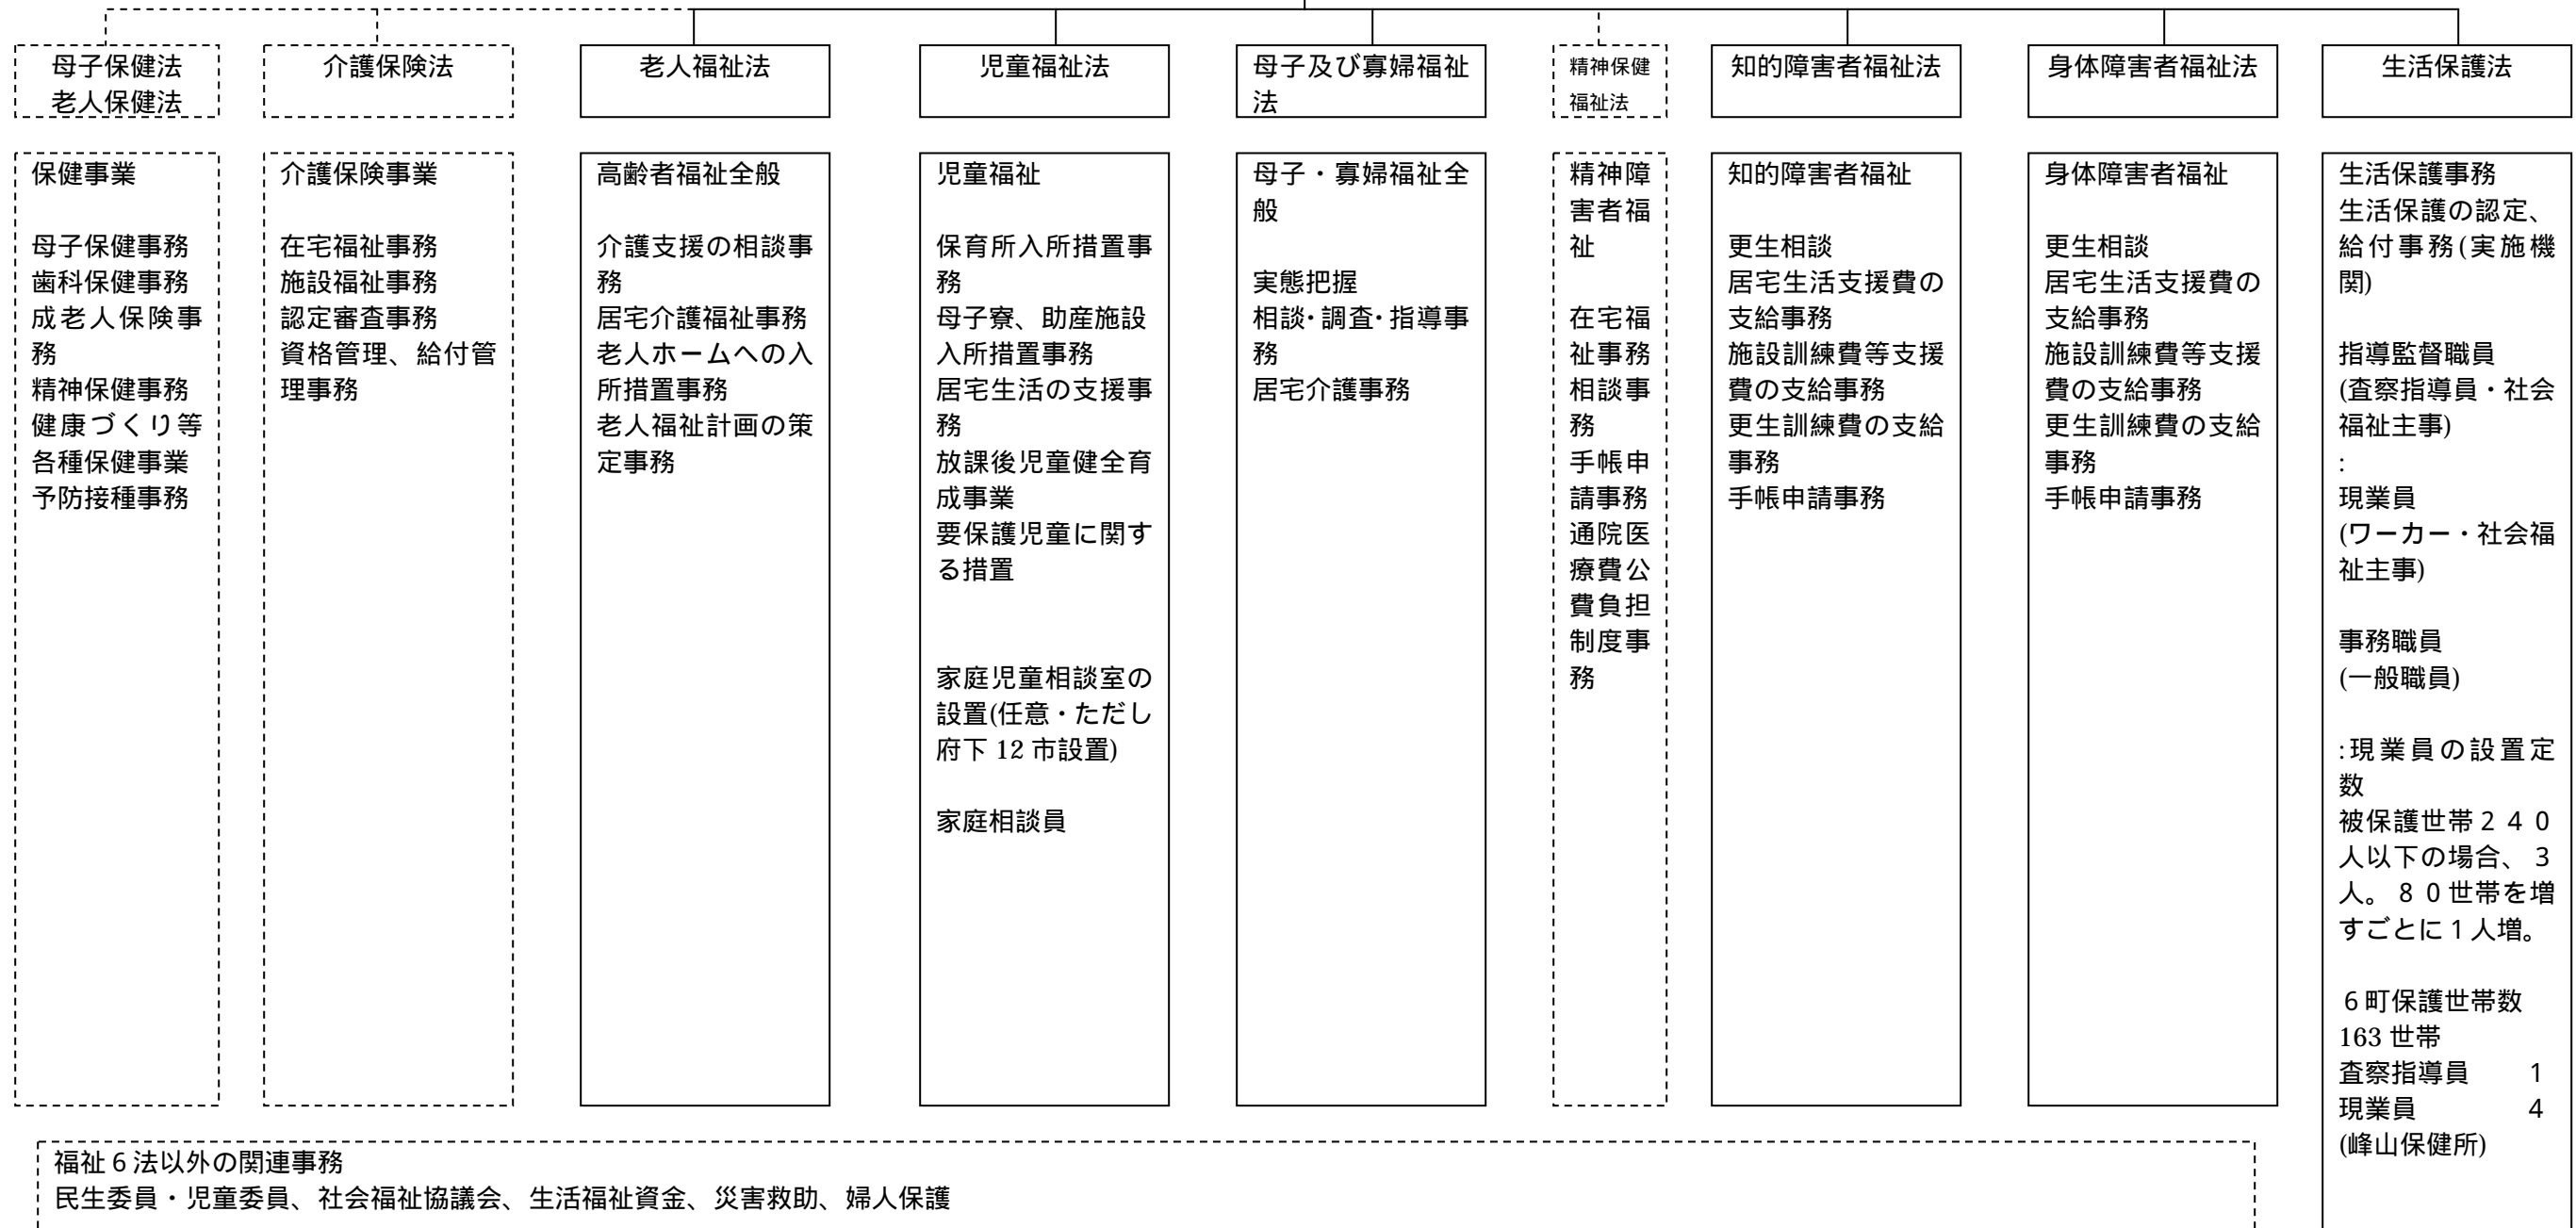 母子保健法
老人保健法
介護保険法
老人福祉法
児童福祉法
母子及び寡婦福祉
法
精神保健
福祉法
知的障害者福祉法
身体障害者福祉法
生活保護法
保健事業
母子保健事務
歯科保健事務
成老人保険事
務
精神保健事務
健康づくり等
各種保健事業
予防接種事務
介護保険事業
在宅福祉事務
施設福祉事務
認定審査事務
資格管理、給付管
理事務
高齢者福祉全般
介護支援の相談事
務
居宅介護福祉事務
老人ホームへの入
所措置事務
老人福祉計画の策
定事務
児童福祉
保育所入所措置事
務
母子寮、助産施設
入所措置事務
居宅生活の支援事
務
放課後児童健全育
成事業
要保護児童に関す
る措置
家庭児童相談室の
設置(任意・ただし
府下 12 市設置)
家庭相談員
母子・寡婦福祉全
般
実態把握
相談・調査・指導事
務
居宅介護事務
精神障
害者福
祉
在宅福
祉事務
相談事
務
手帳申
請事務
通院医
療費公
費負担
制度事
務
知的障害者福祉
更生相談
居宅生活支援費の
支給事務
施設訓練費等支援
費の支給事務
更生訓練費の支給
事務
手帳申請事務
身体障害者福祉
更生相談
居宅生活支援費の
支給事務
施設訓練費等支援
費の支給事務
更生訓練費の支給
事務
手帳申請事務
生活保護事務
生活保護の認定、
給付事務(実施機
関)
指導監督職員
(査察指導員・社会
福祉主事)
:
現業員
(ワーカー・社会福
祉主事)
事務職員
(一般職員)
:現業員の設置定
数
被保護世帯２４０
人以下の場合、３
人。８０世帯を増
すごとに１人増。
６町保護世帯数
163 世帯
査察指導員　１
現業員　４
(峰山保健所)
福祉６法以外の関連事務
民生委員・児童委員、社会福祉協議会、生活福祉資金、災害救助、婦人保護